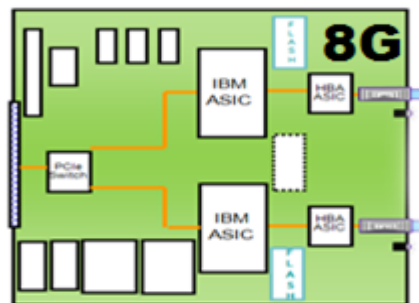 FLASH
8G
IBM
ASIC
HBA
ASIC
PCIe
Switch
IBM
ASIC
HBA
ASIC
FLASH